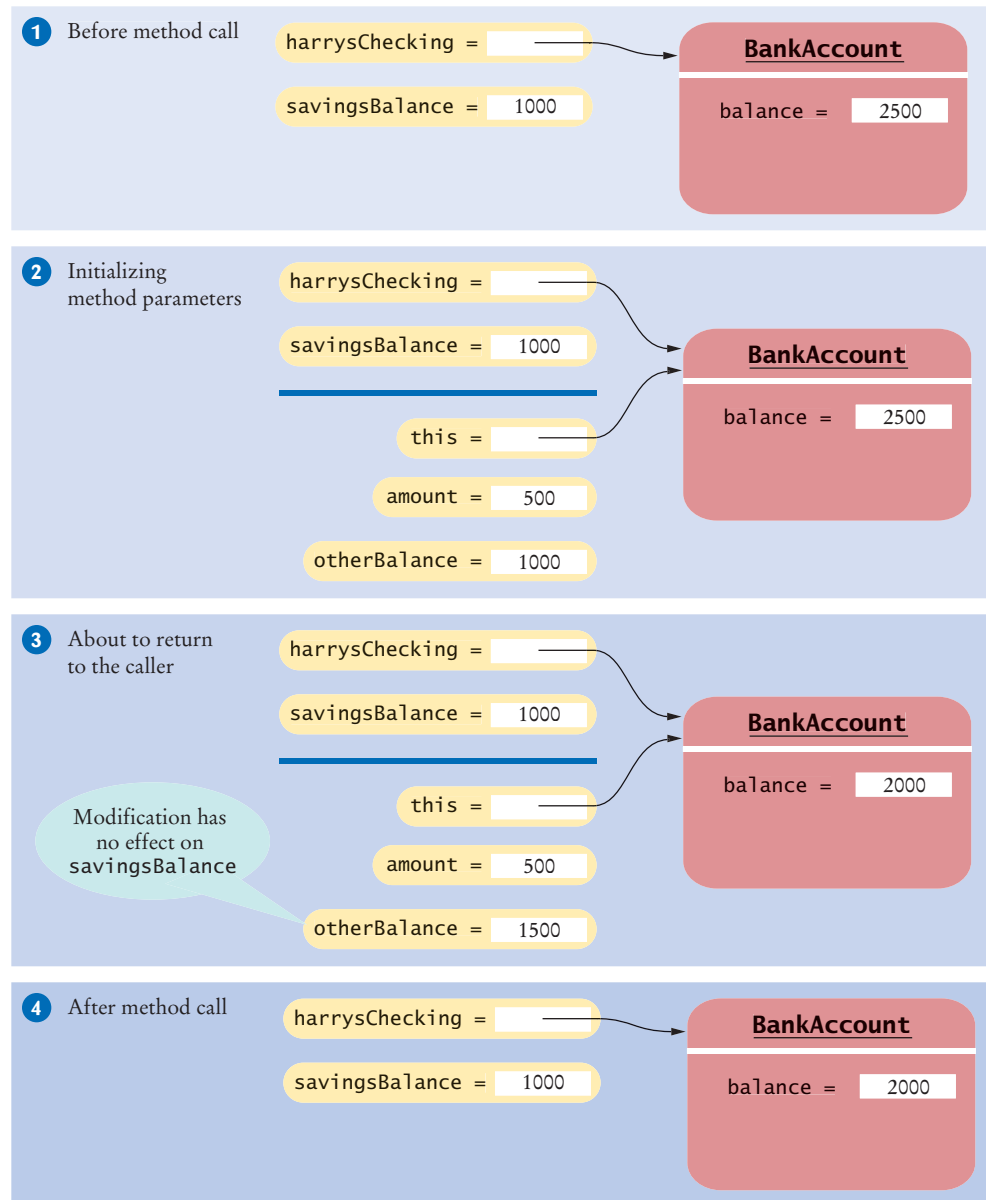 1 Before method call
harrysChecking =
savingsBalance = 1000
BankAccount
balance = 2500
2 Initializing
method parameters
harrysChecking =
savingsBalance = 1000
this =
amount = 500
otherBalance = 1000
BankAccount
balance = 2500
3 About to return
to the caller
harrysChecking =
savingsBalance = 1000
this =
amount = 500
otherBalance = 1500
Modification has
no effect on
savingsBalance
BankAccount
balance = 2000
4 After method call
harrysChecking =
savingsBalance = 1000
BankAccount
balance = 2000